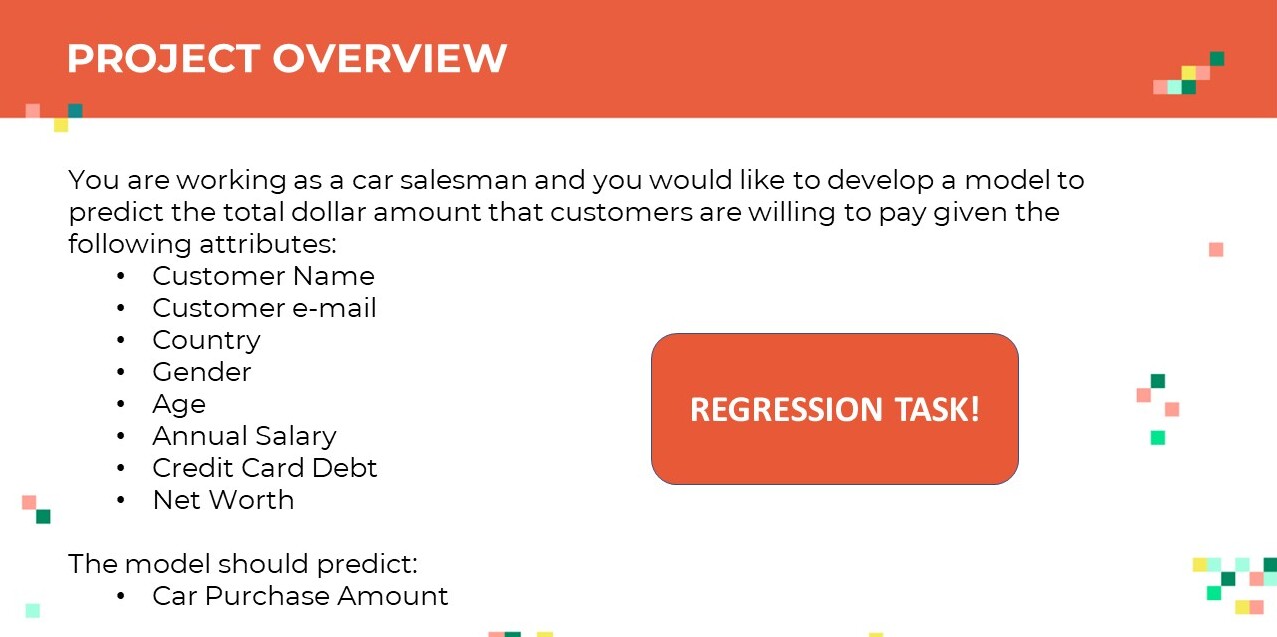 PROJECT OVERVIEW
You are working as a car salesman and you would like to develop a model to
predict the total dollar amount that customers are willing to pay given the
following attributes:
• Customer Name
• Customer e-mail
• Country
• Gender
• Age
• Annual Salary
• Credit Card Debt
• Net Worth
REGRESSION TASK!
The model should predict:
• Car Purchase Amount